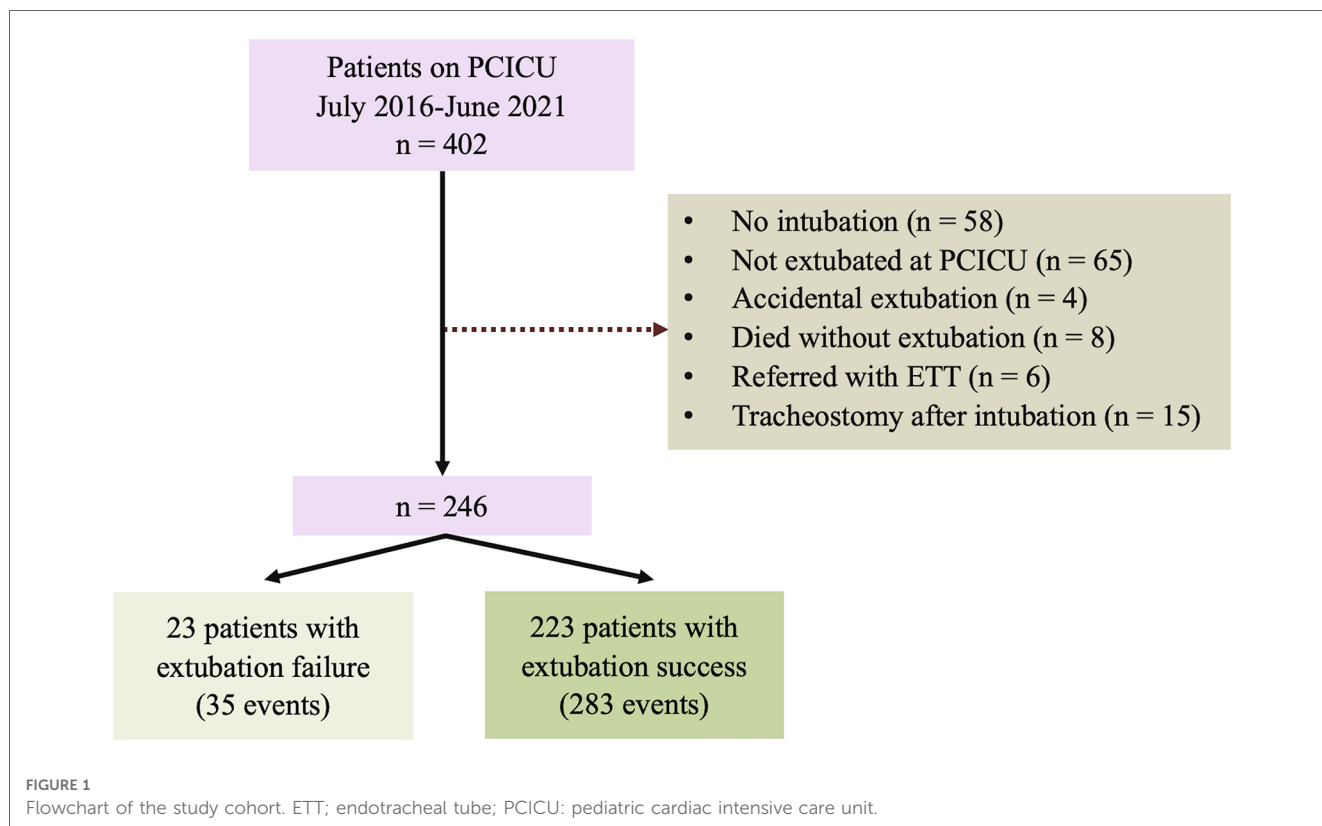 Patients on PCICU
July 2016-June 2021
n = 402
• No intubation (n = 58)
• Not extubated at PCICU (n = 65)
• Accidental extubation (n = 4)
• Died without extubation (n = 8)
• Referred with ETT (n = 6)
• Tracheostomy after intubation (n = 15)
n = 246
23 patients with
extubation failure
(35 events)
223 patients with
extubation success
(283 events)
FIGURE 1
Flowchart of the study cohort. ETT; endotracheal tube; PCICU: pediatric cardiac intensive care unit.